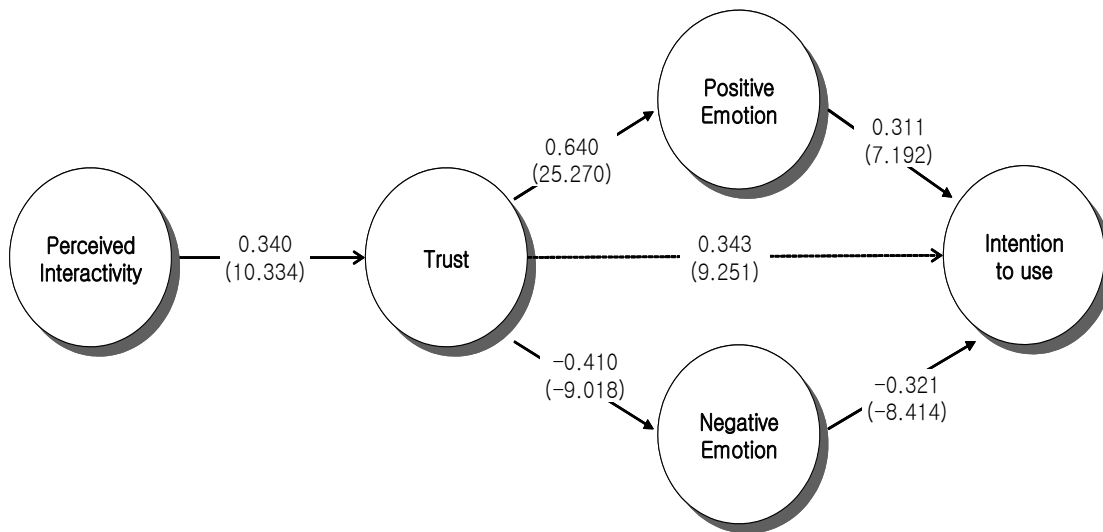 Positive
Emotion
0.311
(7.192)
0.640
(25.270)
Perceived
Interactivity
0.340
(10.334)
Trust
0.343
(9.251)
Intention
to use
-0.410
(-9.018)
-0.321
(-8.414)
Negative
Emotion